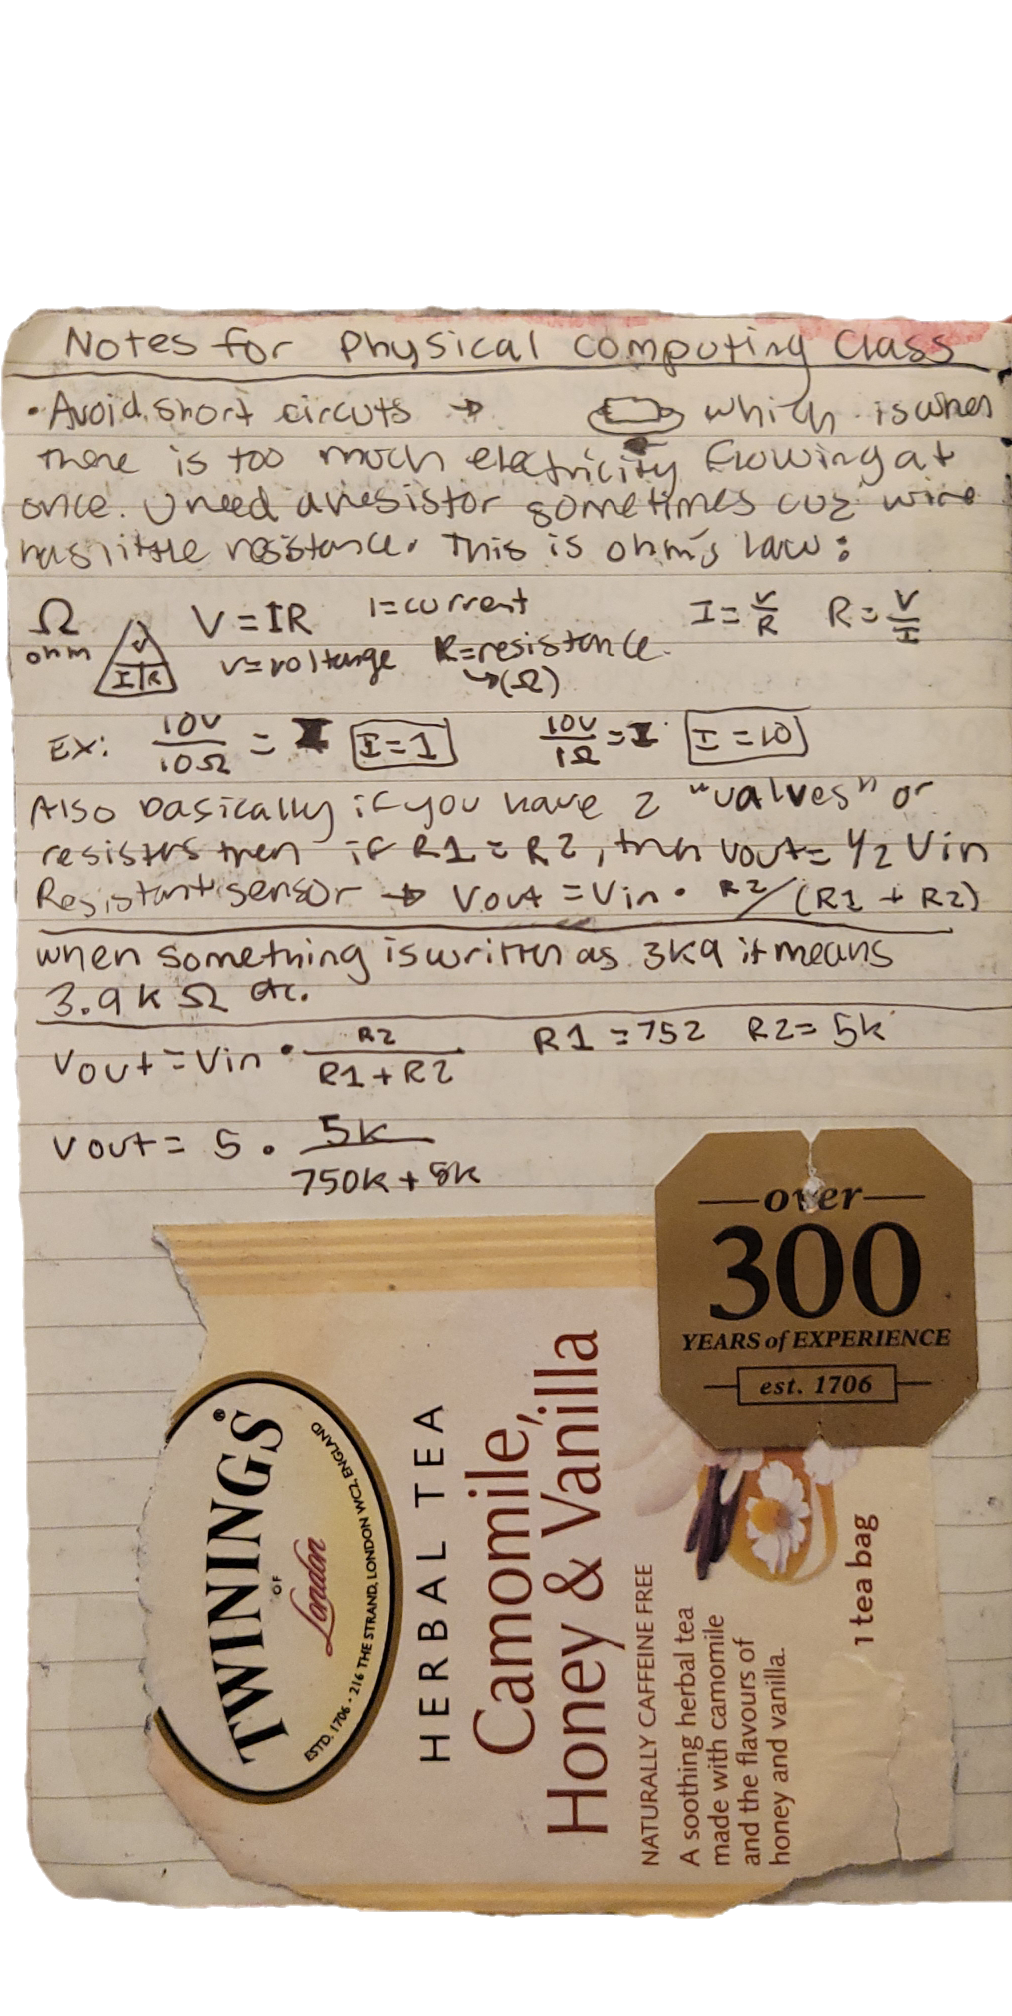 Notes for Physical Computing Class
• Avoid short circuts → which is when
there is too much electricity flowing at
once. U need a resistor sometimes cuz wire
has little resistance. This is ohm's law:
Ω V = IR I = current I = V/R R = V/I
ohm V I R V = voltange R = resistance
→(Ω)
EX: 10V/10Ω = I I = 1 10V/1Ω = I I = 10
Also basically if you have 2 "valves" or
resistrs then if R1 = R2, then Vout = 1/2 Vin
Resistant sensor → Vout = Vin • R2/(R1 + R2)
when something is written as 3k9 it means
3.9k Ω etc.
Vout = Vin • R2/R1 + R2 R1 = 752 R2 = 5k
Vout = 5 • 5k/750k + 5k
over
300
YEARS of EXPERIENCE
est. 1706
TWININGS®
OF
London
ESTD. 1706 • 216 THE STRAND, LONDON WC2, ENGLAND
HERBAL TEA
Camomile,
Honey & Vanilla
NATURALLY CAFFEINE FREE
A soothing herbal tea
made with camomile
and the flavours of
honey and vanilla.
1 tea bag